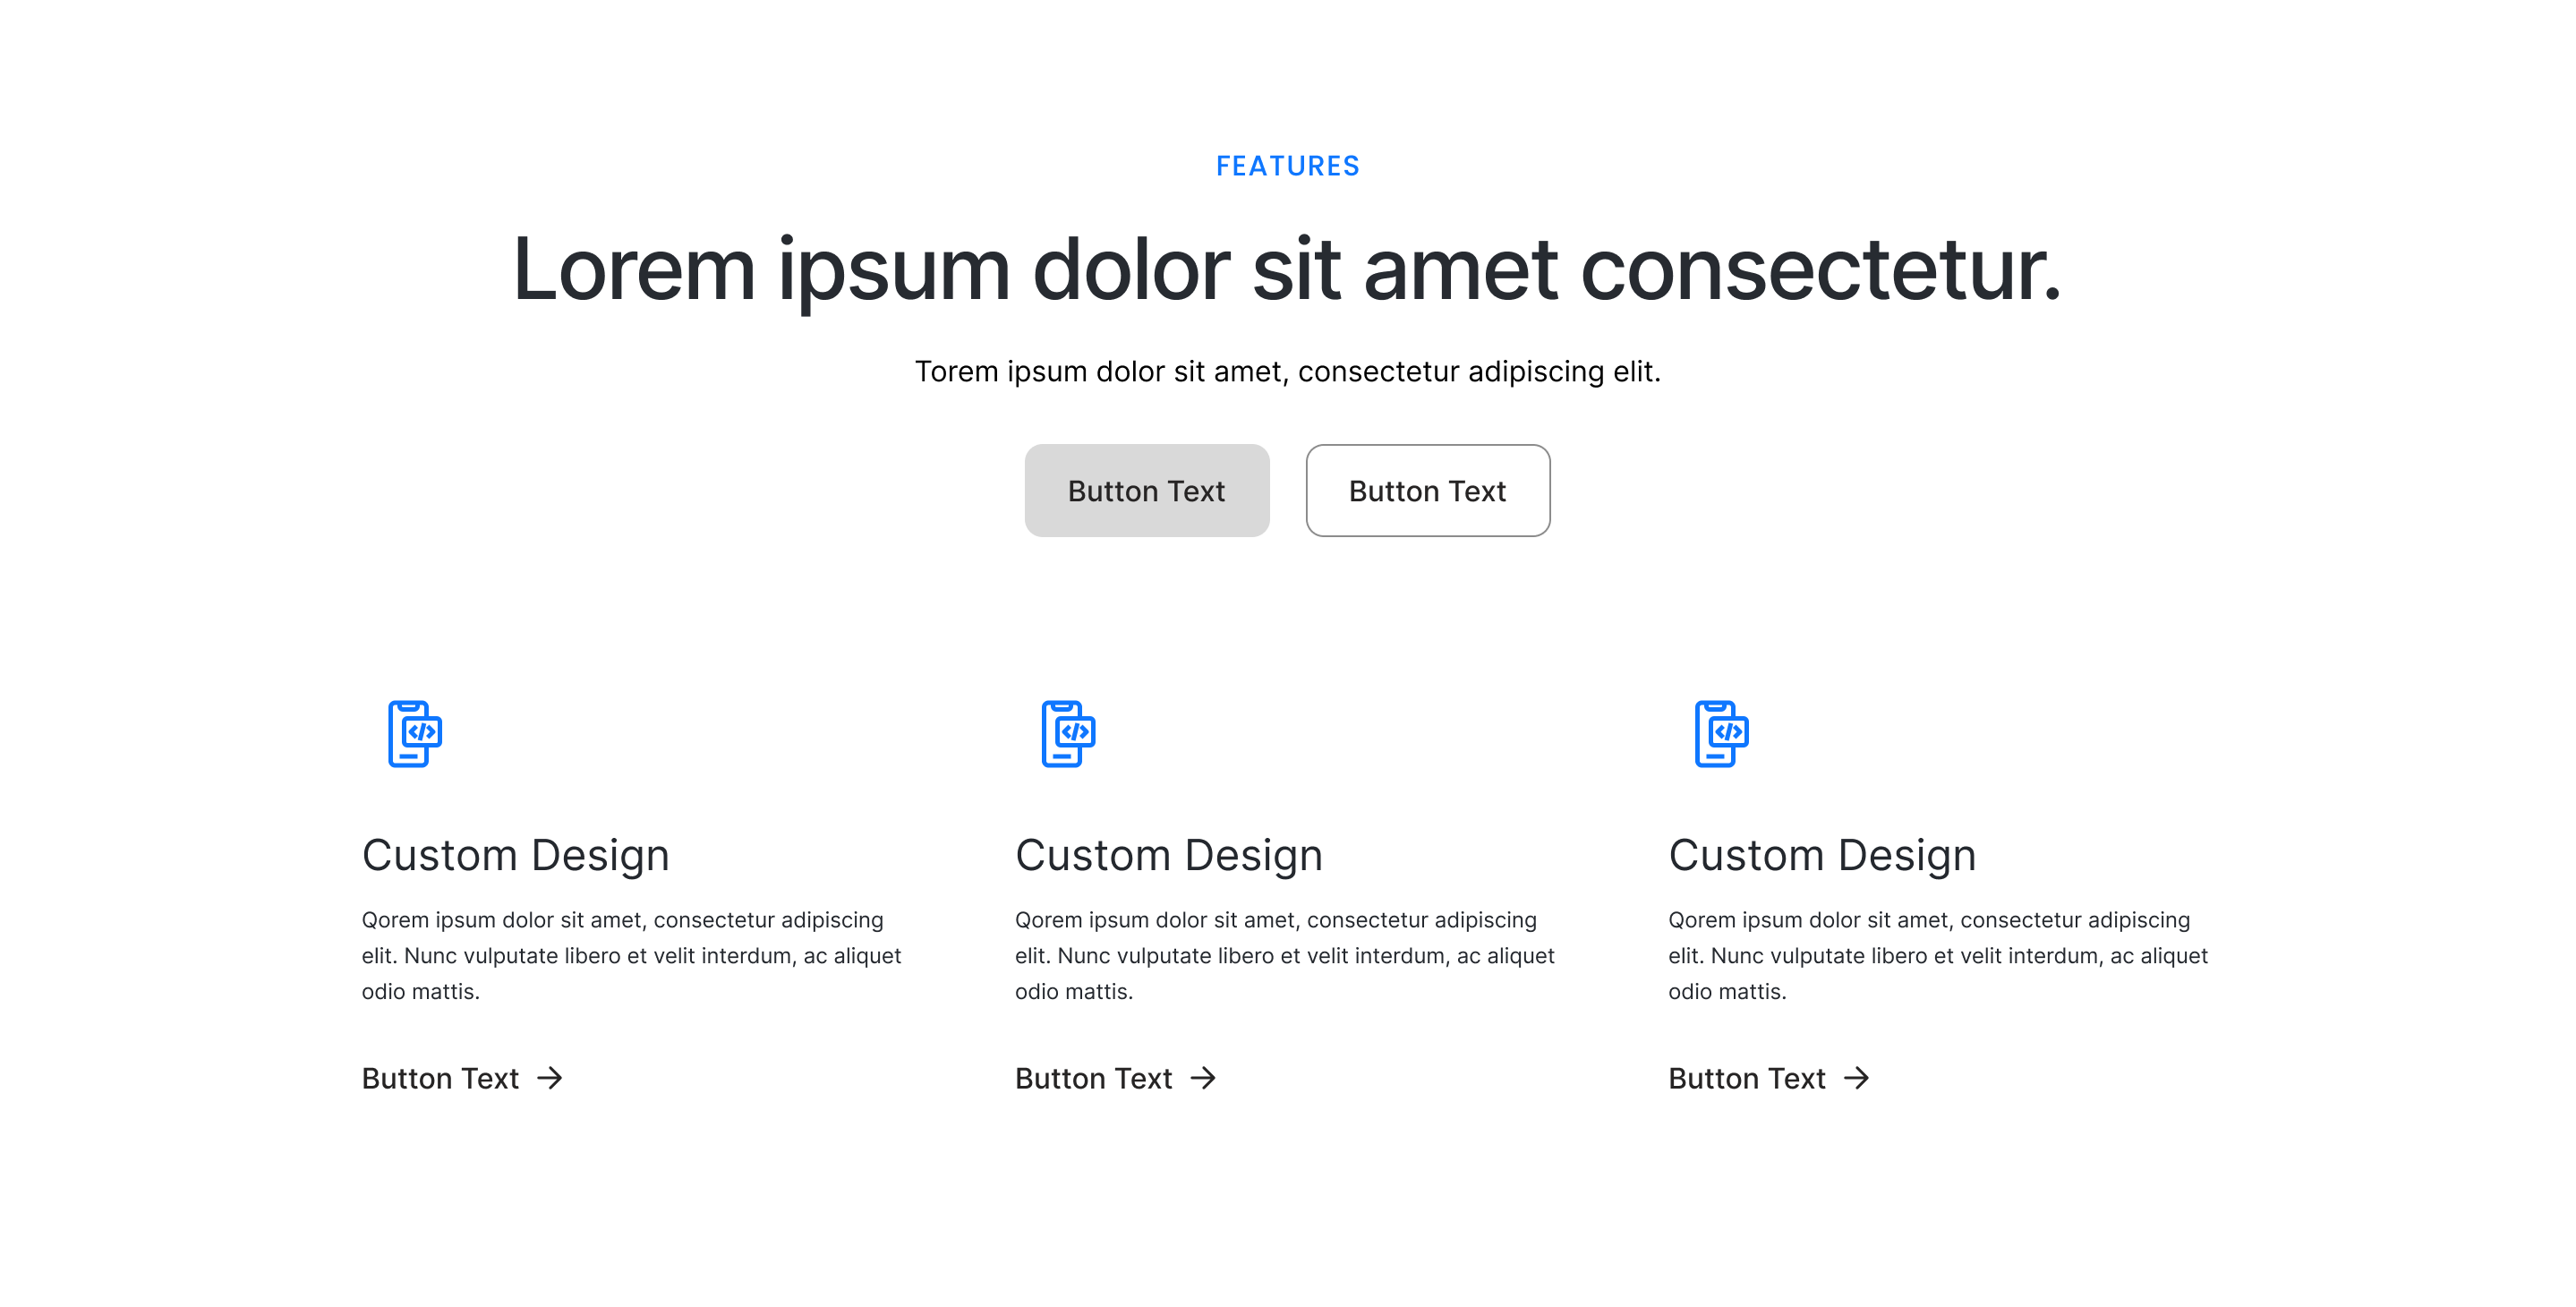 FEATURES
Lorem ipsum dolor sit amet consectetur.
Torem ipsum dolor sit amet, consectetur adipiscing elit.
Button Text
Button Text
Custom Design
Qorem ipsum dolor sit amet, consectetur adipiscing
elit. Nunc vulputate libero et velit interdum, ac aliquet
odio mattis.
Button Text →
Custom Design
Qorem ipsum dolor sit amet, consectetur adipiscing
elit. Nunc vulputate libero et velit interdum, ac aliquet
odio mattis.
Button Text →
Custom Design
Qorem ipsum dolor sit amet, consectetur adipiscing
elit. Nunc vulputate libero et velit interdum, ac aliquet
odio mattis.
Button Text →